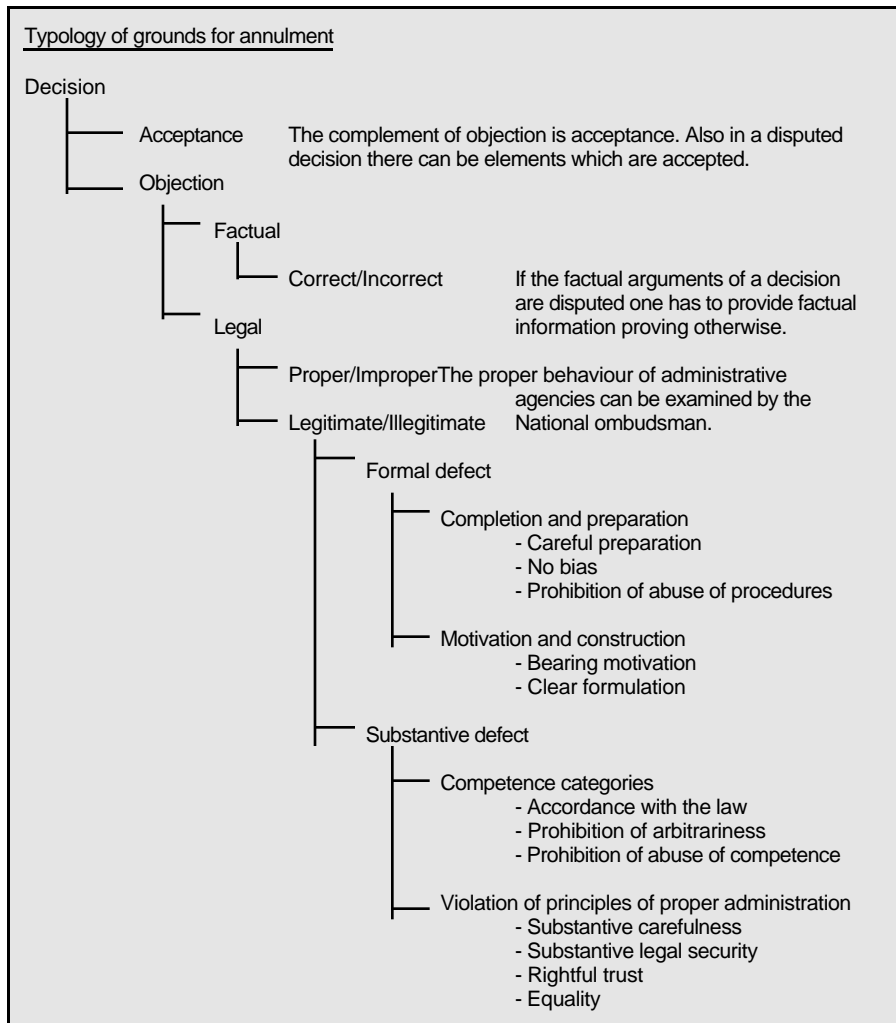 Typology of grounds for annulment
Decision
Acceptance The complement of objection is acceptance. Also in a disputed
decision there can be elements which are accepted.
Objection
Factual
Correct/Incorrect If the factual arguments of a decision
are disputed one has to provide factual
information proving otherwise.
Legal
Proper/ImproperThe proper behaviour of administrative
agencies can be examined by the
Legitimate/Illegitimate National ombudsman.
Formal defect
Completion and preparation
- Careful preparation
- No bias
- Prohibition of abuse of procedures
Motivation and construction
- Bearing motivation
- Clear formulation
Substantive defect
Competence categories
- Accordance with the law
- Prohibition of arbitrariness
- Prohibition of abuse of competence
Violation of principles of proper administration
- Substantive carefulness
- Substantive legal security
- Rightful trust
- Equality